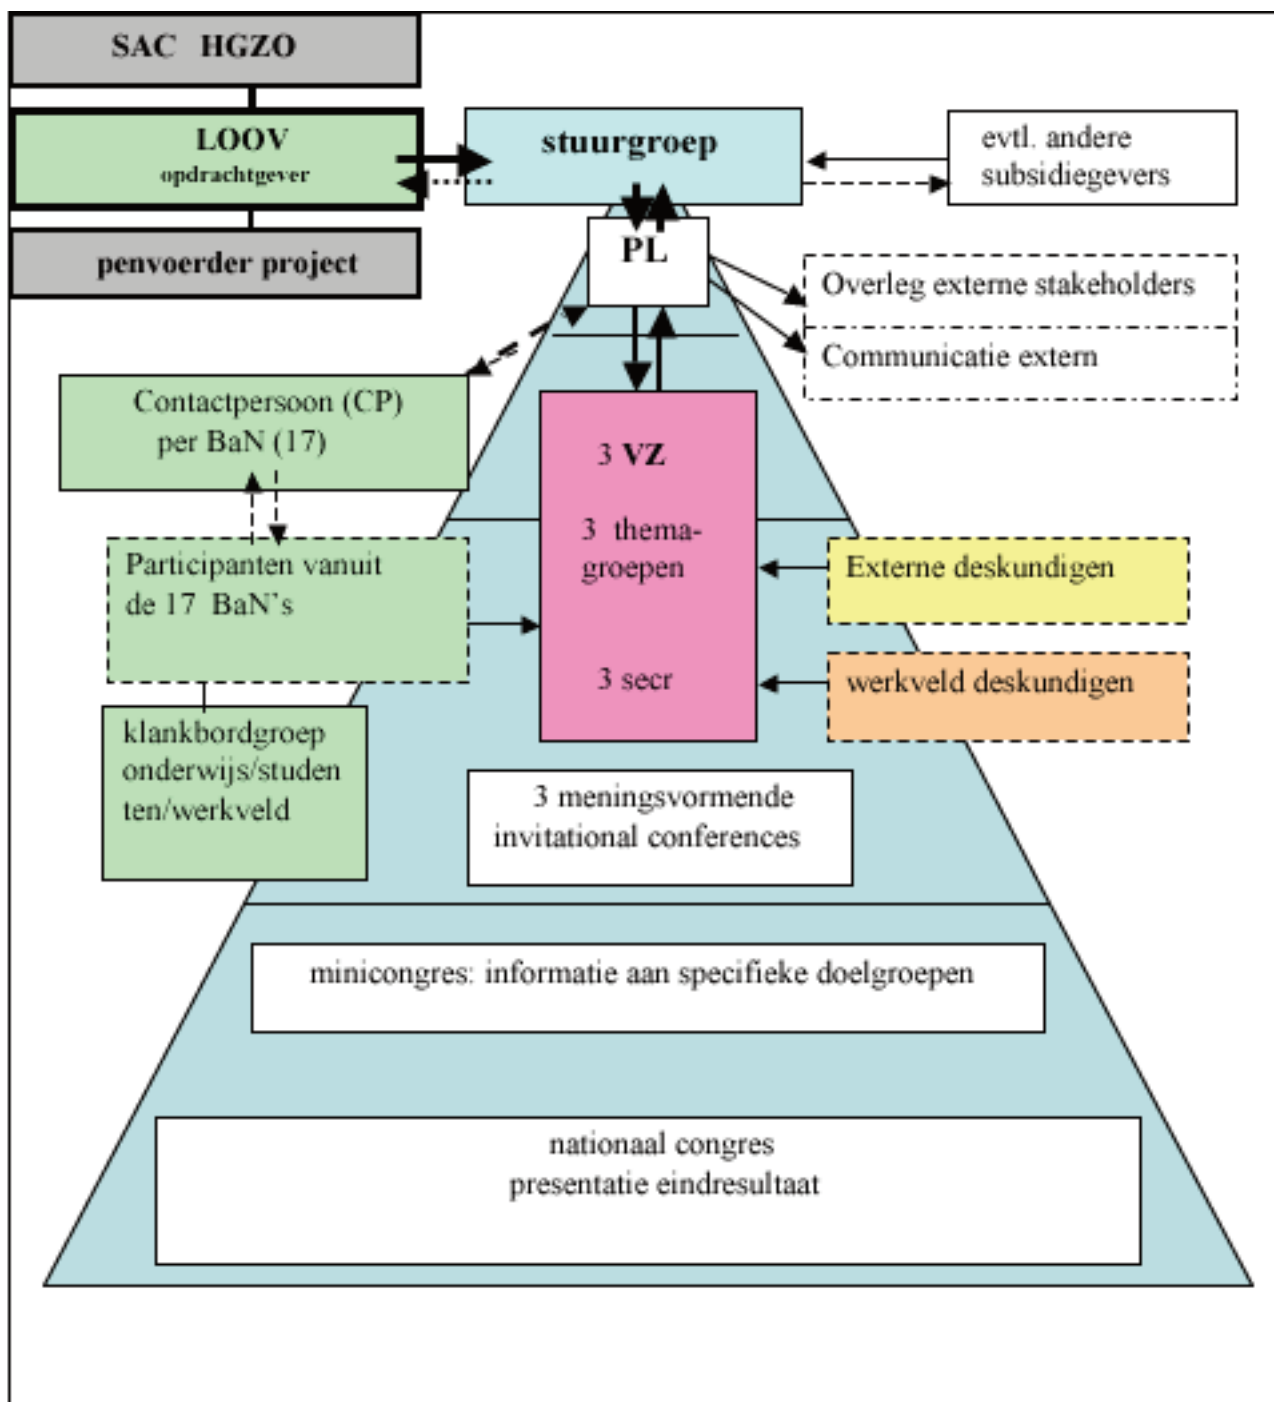 SAC HGZO
LOOV
opdrachtgever
penvoerder project
stuurgroep
evtl. andere
subsidiegevers
PL
Overleg externe stakeholders
Communicatie extern
Contactpersoon (CP)
per BaN (17)
Participanten vanuit
de 17 BaN's
klankbordgroep
onderwijs/studen
ten/werkveld
3 VZ
3 thema-
groepen
3 secr
Externe deskundigen
werkveld deskundigen
3 meningsvormende
invitational conferences
minicongres: informatie aan specifieke doelgroepen
nationaal congres
presentatie eindresultaat